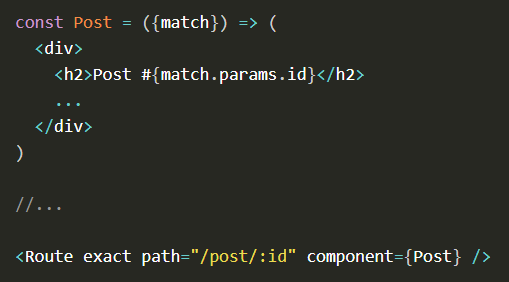 const Post = ({match}) => (
  <div>
    <h2>Post #{match.params.id}</h2>
    ...
  </div>
)

//...

<Route exact path="/post/:id" component={Post} />